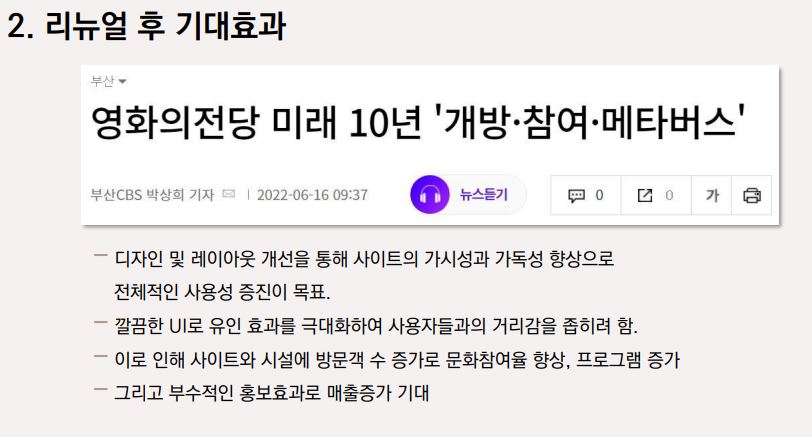 2. 리뉴얼 후 기대효과
부산
영화의전당 미래 10년 '개방·참여·메타버스'
부산CBS 박상희 기자 | 2022-06-16 09:37 뉴스듣기 0 0 가
– 디자인 및 레이아웃 개선을 통해 사이트의 가시성과 가독성 향상으로
전체적인 사용성 증진이 목표.
– 깔끔한 UI로 유인 효과를 극대화하여 사용자들과의 거리감을 좁히려 함.
– 이로 인해 사이트와 시설에 방문객 수 증가로 문화참여율 향상, 프로그램 증가
– 그리고 부수적인 홍보효과로 매출증가 기대